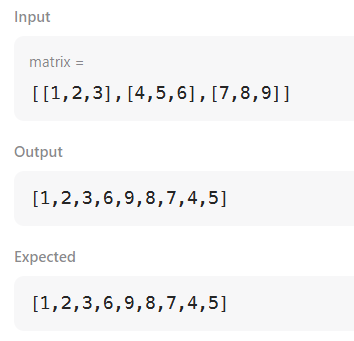 Input
matrix =
[[1,2,3],[4,5,6],[7,8,9]]
Output
[1,2,3,6,9,8,7,4,5]
Expected
[1,2,3,6,9,8,7,4,5]